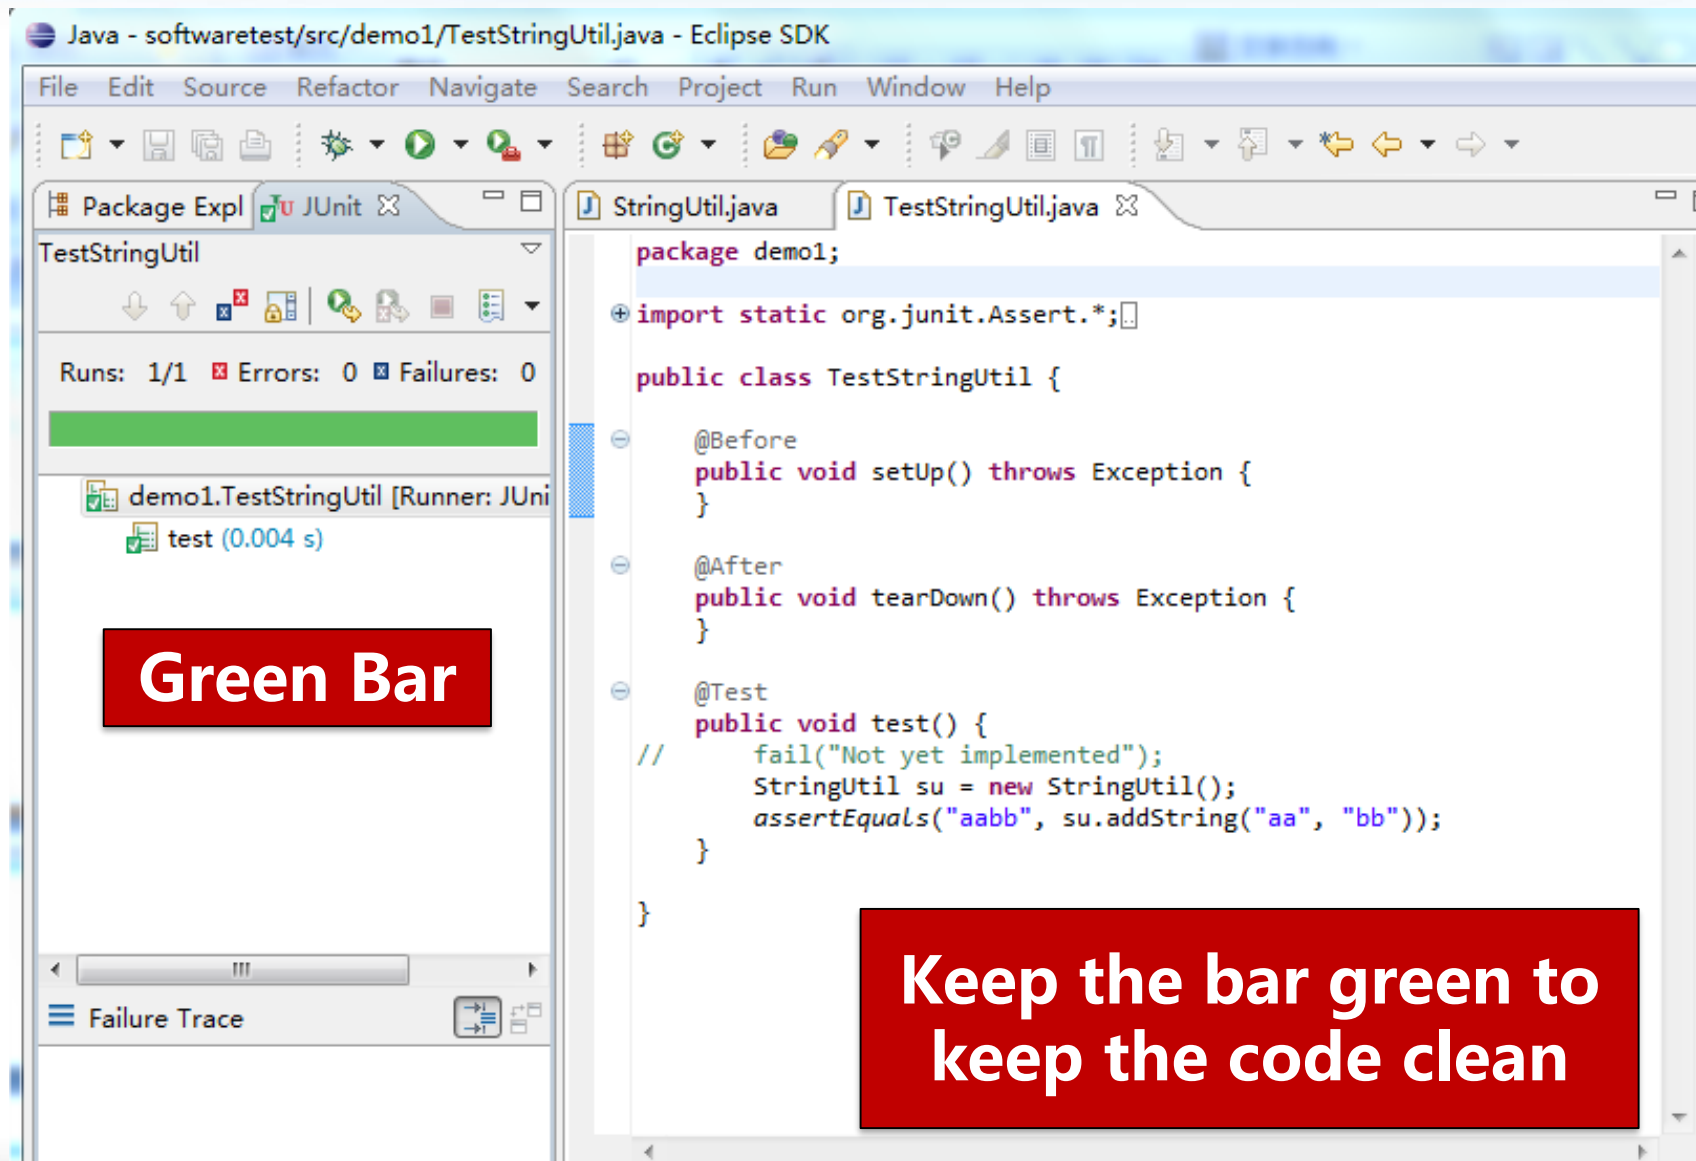 Java - softwaretest/src/demo1/TestStringUtil.java - Eclipse SDK
File Edit Source Refactor Navigate Search Project Run Window Help
Package Expl JUnit
StringUtil.java TestStringUtil.java
TestStringUtil
Runs: 1/1 Errors: 0 Failures: 0
demo1.TestStringUtil [Runner: JUni
test (0.004 s)
Green Bar
Failure Trace
package demo1;
import static org.junit.Assert.*;
public class TestStringUtil {
@Before
public void setUp() throws Exception {
}
@After
public void tearDown() throws Exception {
}
@Test
public void test() {
// fail("Not yet implemented");
StringUtil su = new StringUtil();
assertEquals("aabb", su.addString("aa", "bb"));
}
}
Keep the bar green to
keep the code clean